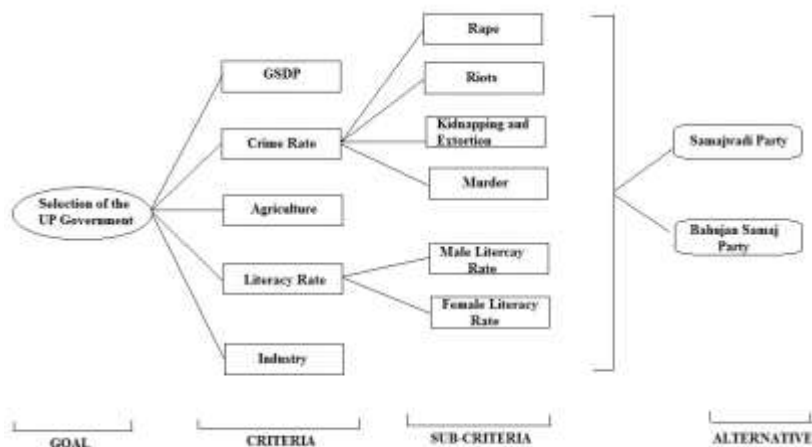 Selection of the
UP Government
GSDP
Crime Rate
Agriculture
Literacy Rate
Industry
Rape
Riots
Kidnapping and
Extortion
Murder
Male Litercay
Rate
Female Literacy
Rate
Samajwadi Party
Bahujan Samaj
Party
GOAL
CRITERIA
SUB-CRITERIA
ALTERNATIVE